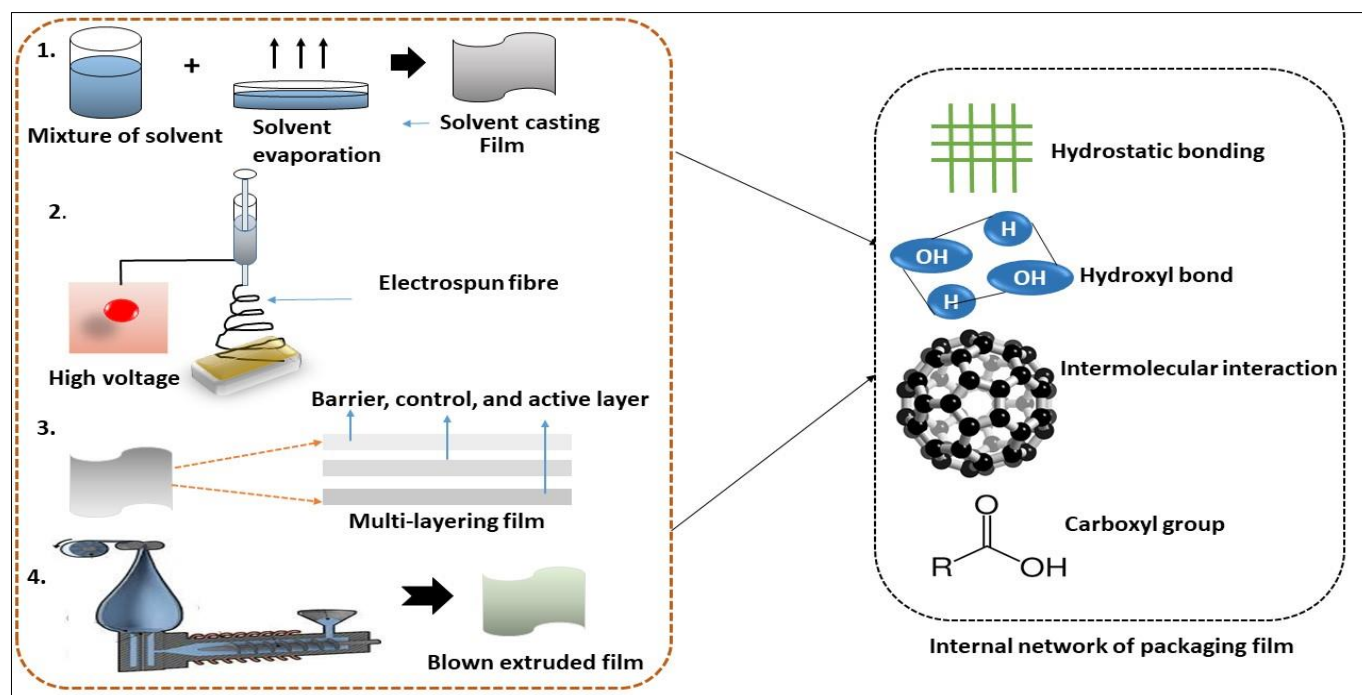 1.
+
Mixture of solvent
Solvent
evaporation
Solvent casting
Film
2.
Electrospun fibre
High voltage
3.
Barrier, control, and active layer
Multi-layering film
4.
Blown extruded film
Hydrostatic bonding
H
OH
OH
H
Hydroxyl bond
Intermolecular interaction
O
R
OH
Carboxyl group
Internal network of packaging film